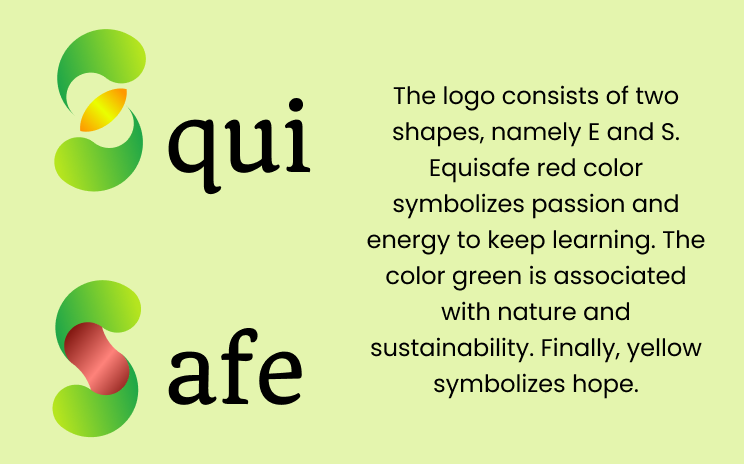 qui
afe
The logo consists of two
shapes, namely E and S.
Equisafe red color
symbolizes passion and
energy to keep learning. The
color green is associated
with nature and
sustainability. Finally, yellow
symbolizes hope.